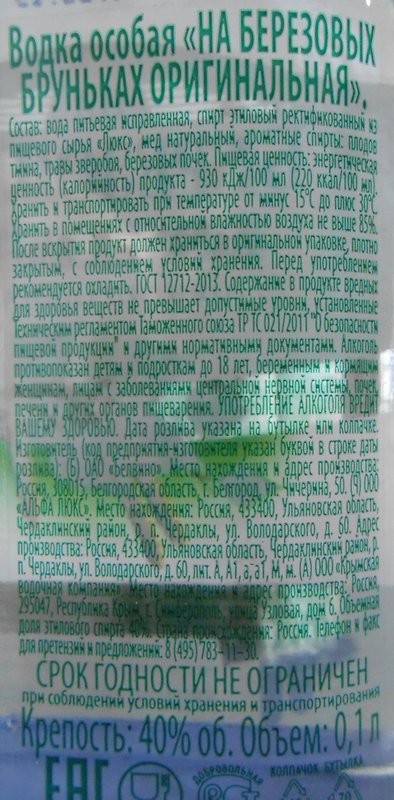 Водка особая «НА БЕРЕЗОВЫХ
БРУНЬКАХ ОРИГИНАЛЬНАЯ».
Состав: вода питьевая исправленная, спирт этиловый ректификованный из
пищевого сырья «Люкс», мед натуральный, ароматные спирты: плодов
тмина, травы зверобоя, березовых почек. Пищевая ценность: энергетическая
ценность (калорийность) продукта - 930 кДж/100 мл (220 ккал/100 мл).
Хранить и транспортировать при температуре от минус 15°С до плюс 30°С
Хранить в помещениях с относительной влажностью воздуха не выше 85%.
После вскрытия продукт должен храниться в оригинальной упаковке, плотно
закрытым, с соблюдением условий хранения. Перед употреблением
рекомендуется охладить. ГОСТ 12712-2013. Содержание в продукте вредных
для здоровья веществ не превышает допустимые уровни, установленные
Техническим регламентом Таможенного союза ТР ТС 021/2011 "О безопасности
пищевой продукции" и другими нормативными документами. Алкоголь
противопоказан детям и подросткам до 18 лет, беременным и кормящим
женщинам, лицам с заболеваниями центральной нервной системы, почек,
печени и других органов пищеварения. УПОТРЕБЛЕНИЕ АЛКОГОЛЯ ВРЕДИТ
ВАШЕМУ ЗДОРОВЬЮ. Дата розлива указана на бутылке или колпачке.
Изготовитель (код предприятия-изготовителя указан буквой в строке даты
розлива): (Б) ОАО «Белвино». Место нахождения и адрес производства:
Россия, 308015, Белгородская область, г. Белгород, ул. Чичерина, 50. (9) ООО
«АЛЬФА ЛЮКС». Место нахождения: Россия, 433400, Ульяновская область,
Чердаклинский район, р. п. Чердаклы, ул. Володарского, д. 60. Адрес
производства: Россия, 433400, Ульяновская область, Чердаклинский район, р.
п. Чердаклы, ул. Володарского, д. 60, лит. А, А1, а, а1, М, м. (А) ООО «Крымская
водочная компания». Место нахождения и адрес производства: Россия,
295047, Республика Крым, г. Симферополь, улица Узловая, дом 6. Объемная
доля этилового спирта 40%. Страна происхождения: Россия. Телефон и факс
для претензий и предложений: 8 (495) 783-11-30.
СРОК ГОДНОСТИ НЕ ОГРАНИЧЕН
при соблюдении условий хранения и транспортирования
Крепость: 40% об. Объем: 0,1 л
ЕАС ДОБРОВОЛЬНАЯ КОЛПАЧОК БУТЫЛКА